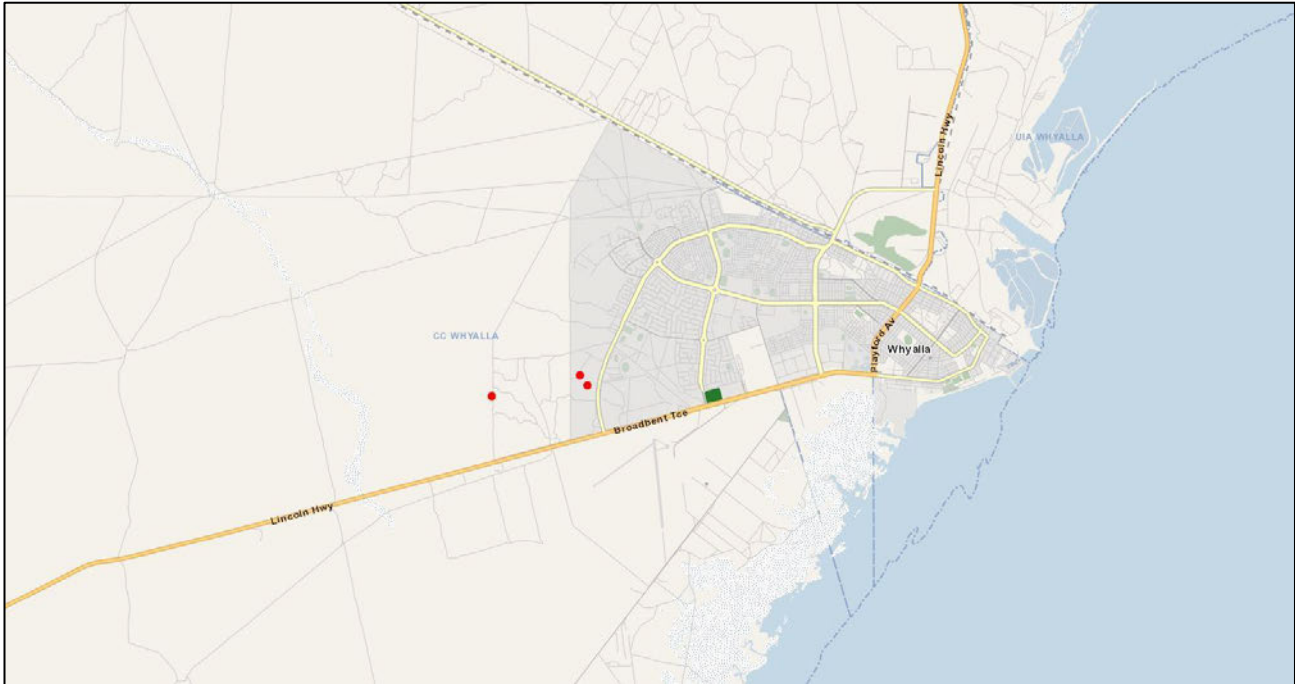 Lincoln Hwy
UIA WHYALLA
CC WHYALLA
Playford Av
Whyalla
Broadbent Tce
Lincoln Hwy